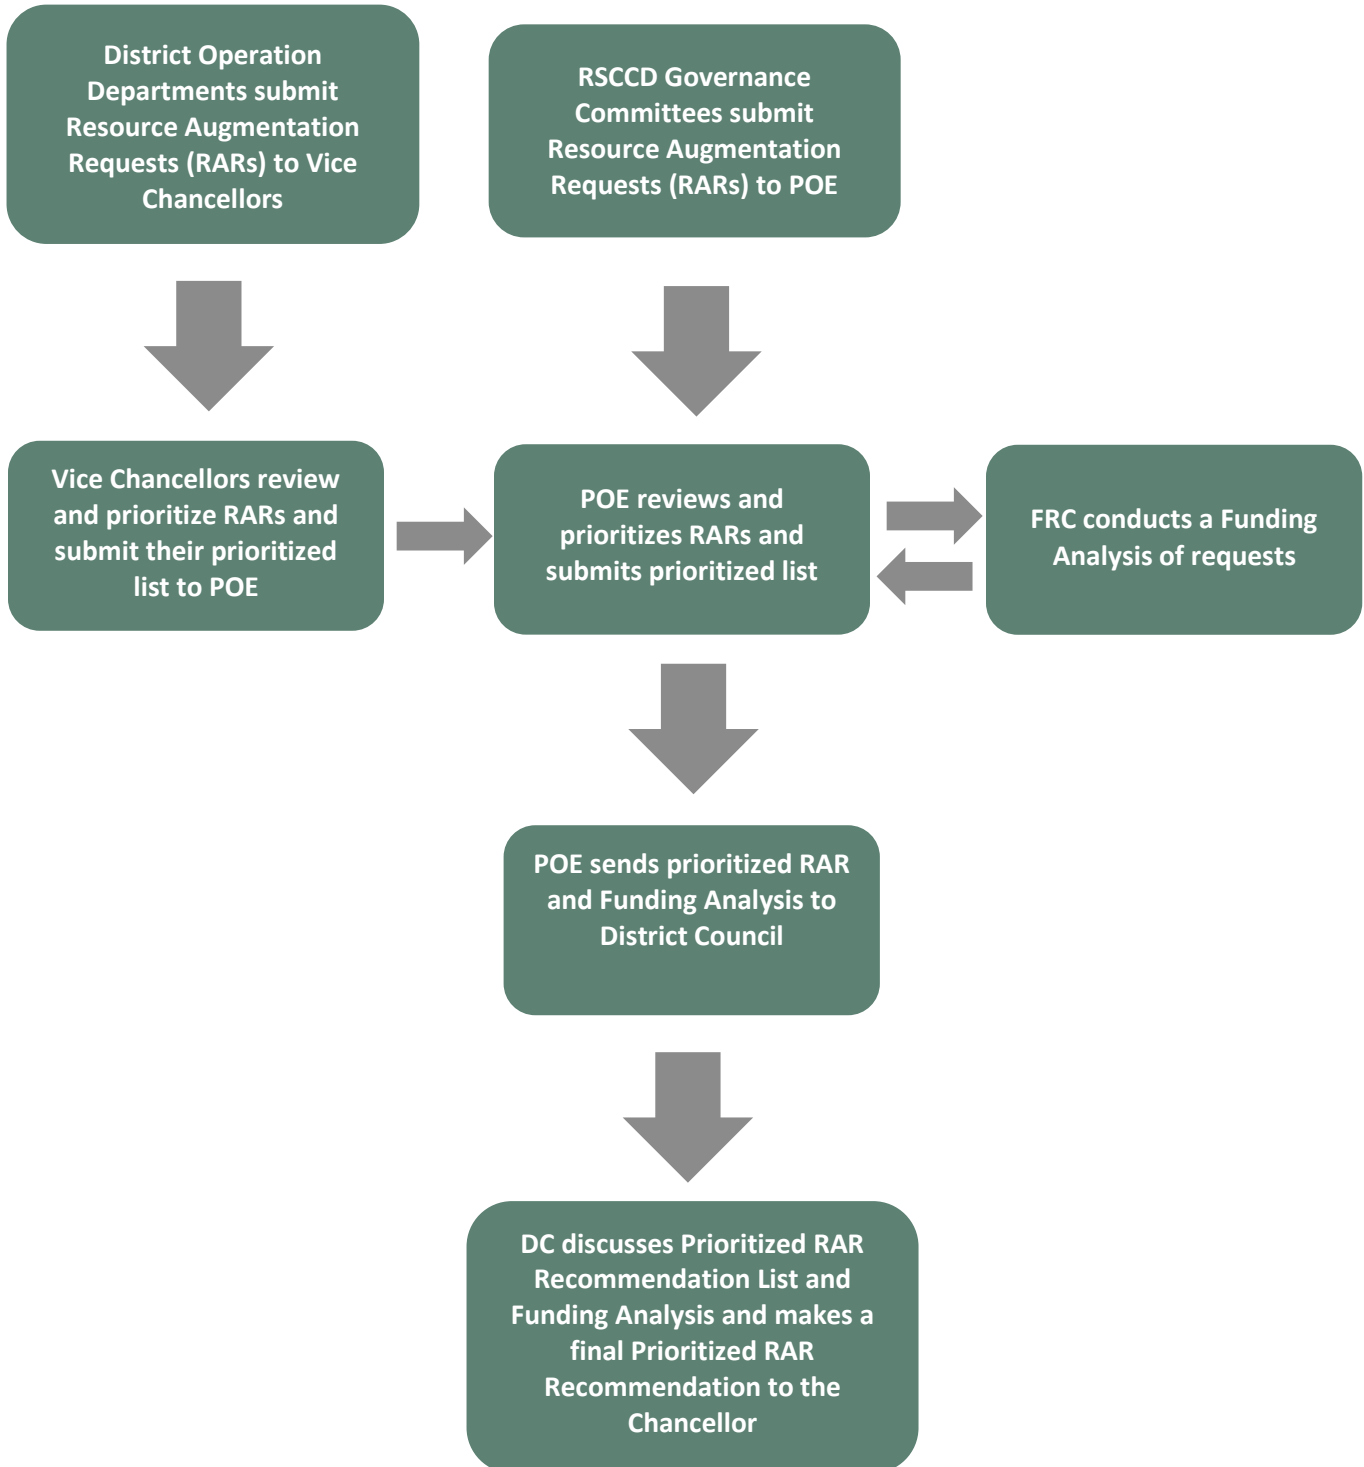 District Operation
Departments submit
Resource Augmentation
Requests (RARs) to Vice
Chancellors
RSCCD Governance
Committees submit
Resource Augmentation
Requests (RARs) to POE
Vice Chancellors review
and prioritize RARs and
submit their prioritized
list to POE
POE reviews and
prioritizes RARs and
submits prioritized list
FRC conducts a Funding
Analysis of requests
POE sends prioritized RAR
and Funding Analysis to
District Council
DC discusses Prioritized RAR
Recommendation List and
Funding Analysis and makes a
final Prioritized RAR
Recommendation to the
Chancellor